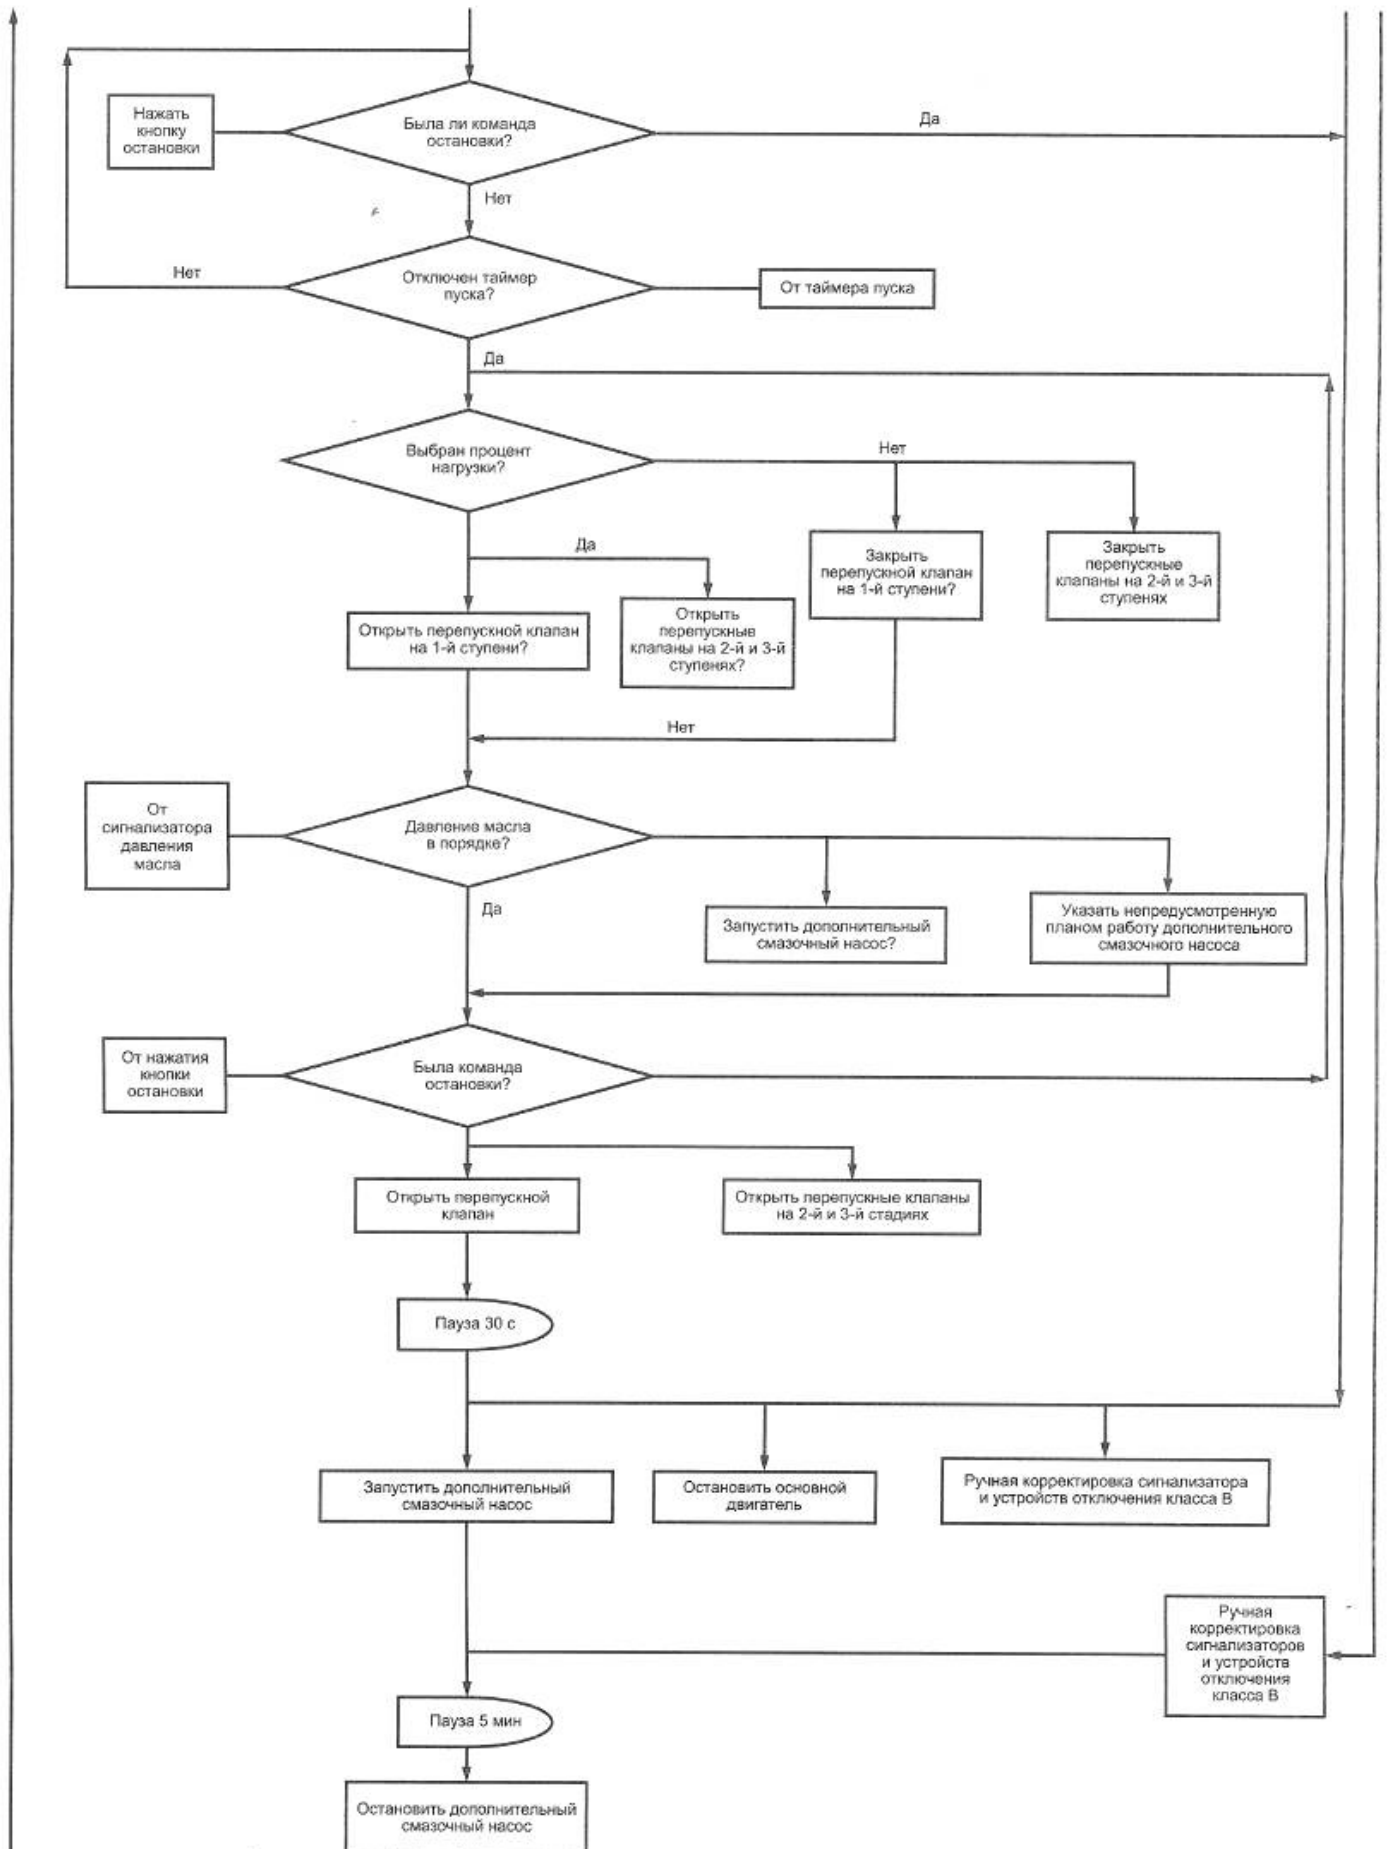 Нажать
кнопку
остановки
Была ли команда
остановки?
Да
Нет
Нет
Отключен таймер
пуска?
От таймера пуска
Да
Выбран процент
нагрузки?
Нет
Да
Открыть перепускной клапан
на 1-й ступени?
Открыть
перепускные
клапаны на 2-й и 3-й
ступенях?
Закрыть
перепускной клапан
на 1-й ступени?
Закрыть
перепускные
клапаны на 2-й и 3-й
ступенях
Нет
От
сигнализатора
давления
масла
Давление масла
в порядке?
Да
Запустить дополнительный
смазочный насос?
Указать непредусмотренную
планом работу дополнительного
смазочного насоса
От нажатия
кнопки
остановки
Была команда
остановки?
Открыть перепускной
клапан
Открыть перепускные клапаны
на 2-й и 3-й стадиях
Пауза 30 с
Запустить дополнительный
смазочный насос
Остановить основной
двигатель
Ручная корректировка сигнализатора
и устройств отключения класса В
Ручная
корректировка
сигнализаторов
и устройств
отключения
класса В
Пауза 5 мин
Остановить дополнительный
смазочный насос